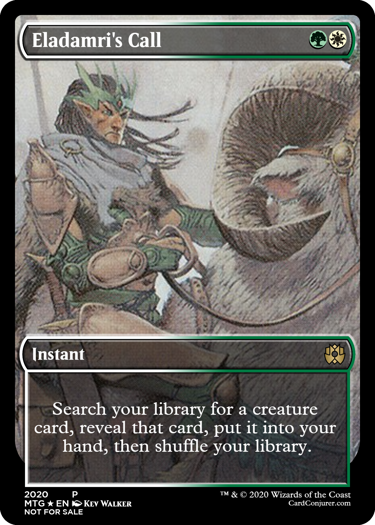 Eladamri's Call
Instant
Search your library for a creature
card, reveal that card, put it into your
hand, then shuffle your library.
2020 P
MTG ★ EN Kev Walker
NOT FOR SALE
™ & © 2020 Wizards of the Coast
CardConjurer.com